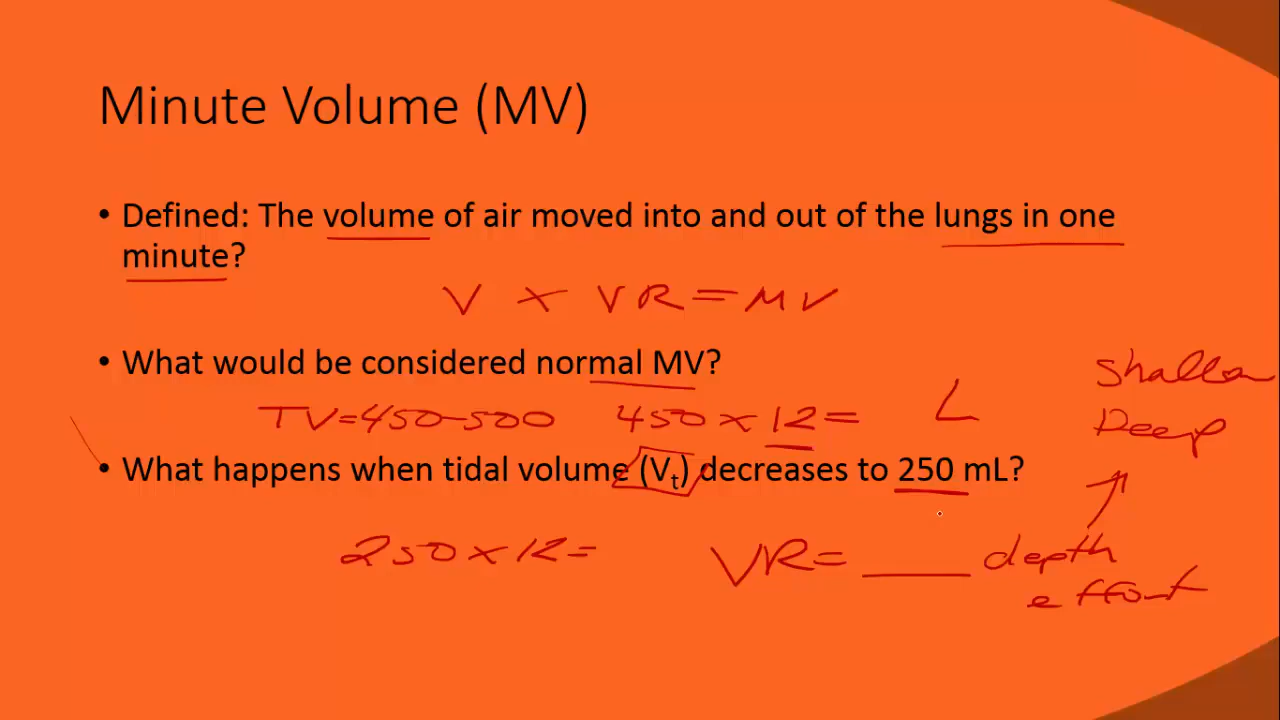 Minute Volume (MV)
• Defined: The volume of air moved into and out of the lungs in one
minute?
V × VR = MV
• What would be considered normal MV?
TV=450-500 450 × 12 = L
Shallow
Deep
• What happens when tidal volume (Vt) decreases to 250 mL?
250 × 12 = VR = ____ depth
effort